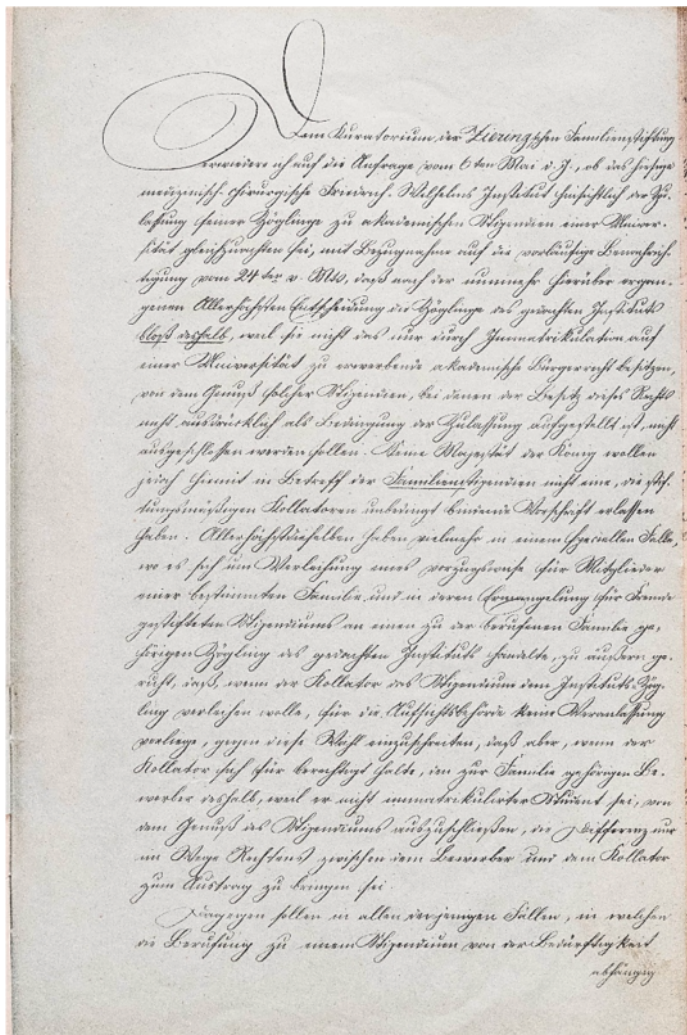 Dem Kuratorium der Zieringschen Familienstiftung
erwiedere ich auf die Anfrage vom 6ten Mai d. J., ob das hiesige
medizinisch-chirurgische Friedrich-Wilhelms Institut hinsichtlich der Zu-
lassung seiner Zöglinge zu akademischen Stipendien einer Univer-
sität gleichzuachten sei, mit Bezugnahme auf die vorläufige Benachrich-
tigung vom 24ten v. Mts, daß nach der nunmehr hierüber ergan-
genen Allerhöchsten Entscheidung die Zöglinge des gedachten Instituts
bloß deshalb, weil sie nicht das nur durch Immatrikulation auf
einer Universität zu erwerbende akademische Bürgerrecht besitzen,
von dem Genuß solcher Stipendien, bei denen der Besitz dieses Rechts
nicht ausdrücklich als Bedingung der Zulassung aufgestellt ist, nicht
ausgeschlossen werden sollen. Seine Majestät der König wollen
jedoch hiermit in Betreff der Familienstipendien nicht eine, die stif-
tungsmäßigen Kollatoren unbedingt bindende Vorschrift erlassen
haben. Allerhöchstdieselben haben vielmehr in einem speciellen Falle,
wo es sich um Verleihung eines vorzugsweise für Mitglieder
einer bestimmten Familie und in deren Ermangelung für Fremde
gestifteten Stipendiums an einen zu der berufenen Familie ge-
hörigen Zögling des gedachten Instituts handelte, zu äußern ge-
ruht, daß, wenn der Kollator das Stipendium dem Instituts-Zög-
ling verleihen wolle, für die Aufsichtsbehörde keine Veranlassung
vorliege, gegen diese Wahl einzuschreiten, daß aber, wenn der
Kollator sich für berechtigt halte, den zur Familie gehörigen Be-
werber deshalb, weil er nicht immatrikulirter Student sei, von
dem Genuß des Stipendiums auszuschließen, die Differenz nur
im Wege Rechtens zwischen dem Bewerber und dem Kollator
zum Austrag zu bringen sei.
Dagegen sollen in allen denjenigen Fällen, in welchen
die Berufung zu einem Stipendium von der Bedürftigkeit
abhängig